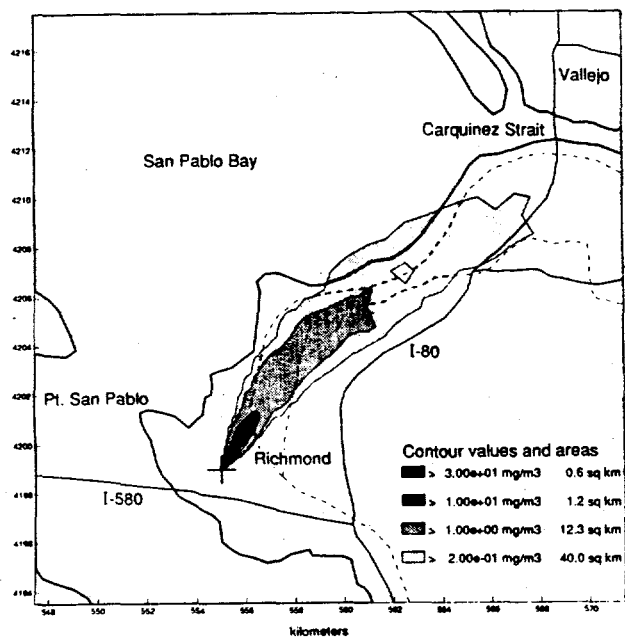 4216
Vallejo
4214
Carquinez Strait
4212
San Pablo Bay
4210
4208
4206
4204
I-80
4202
Pt. San Pablo
4200
Richmond
Contour values and areas
> 3.00e+01 mg/m3 0.6 sq km
4198
I-580
> 1.00e+01 mg/m3 1.2 sq km
> 1.00e+00 mg/m3 12.3 sq km
4196
> 2.00e-01 mg/m3 40.0 sq km
4194
548 550 552 555 556 558 560 562 564 566 568 570
kilometers